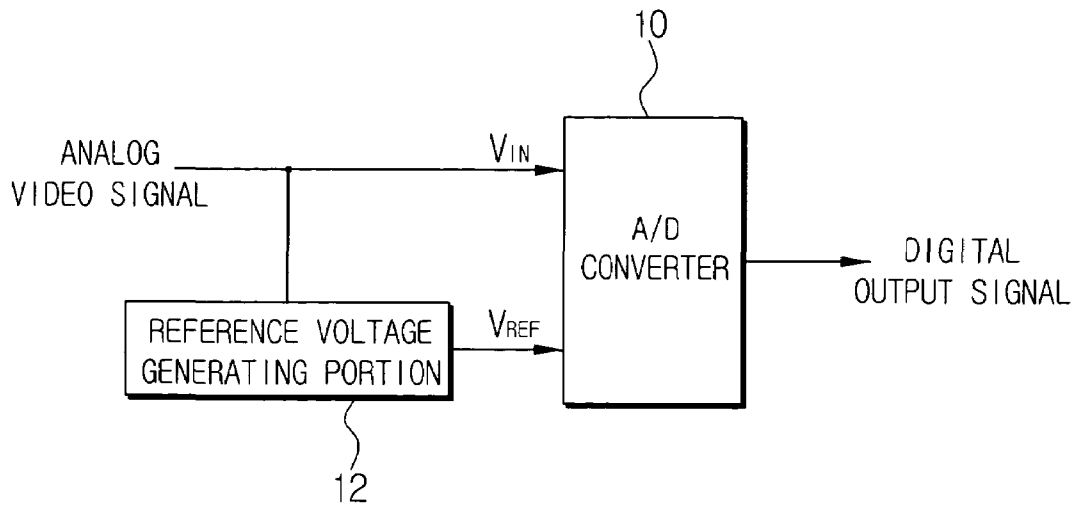 10
ANALOG
VIDEO SIGNAL
VIN
A/D
CONVERTER
DIGITAL
OUTPUT SIGNAL
REFERENCE VOLTAGE
GENERATING PORTION
VREF
12